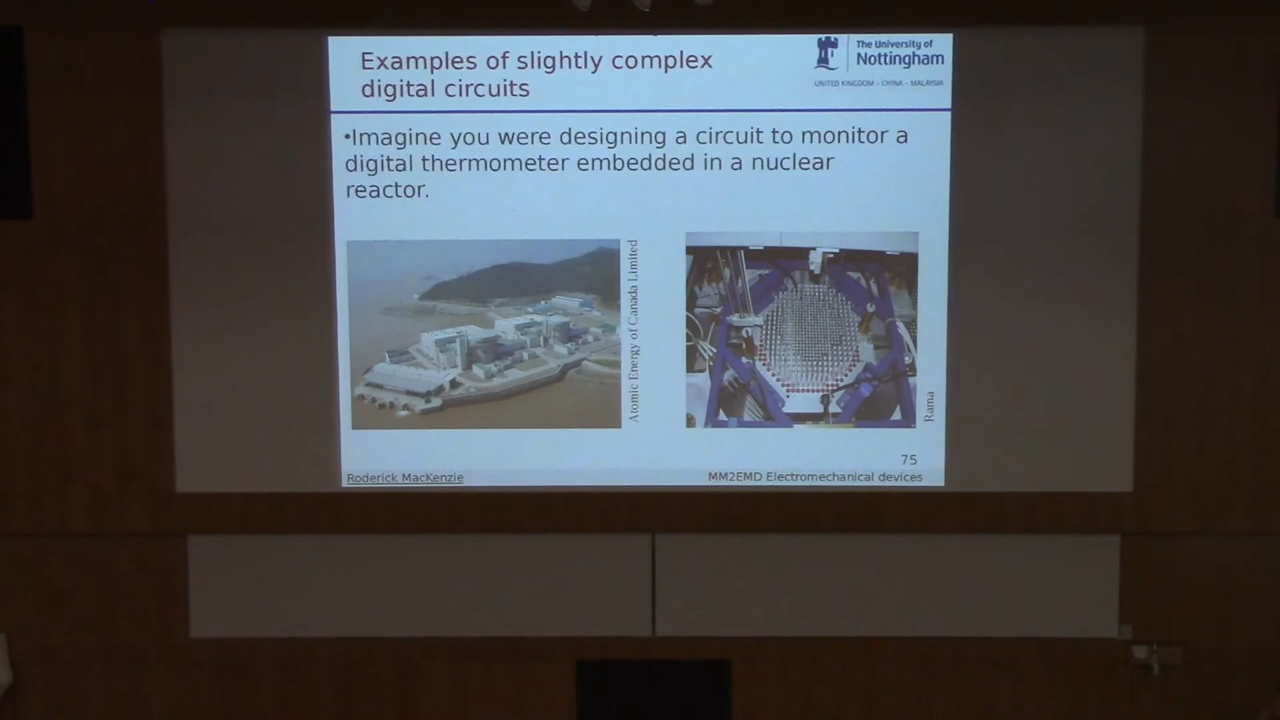 Examples of slightly complex
digital circuits
The University of
Nottingham
UNITED KINGDOM · CHINA · MALAYSIA
•Imagine you were designing a circuit to monitor a
digital thermometer embedded in a nuclear
reactor.
Atomic Energy of Canada Limited
Rama
75
Roderick MacKenzie
MM2EMD Electromechanical devices